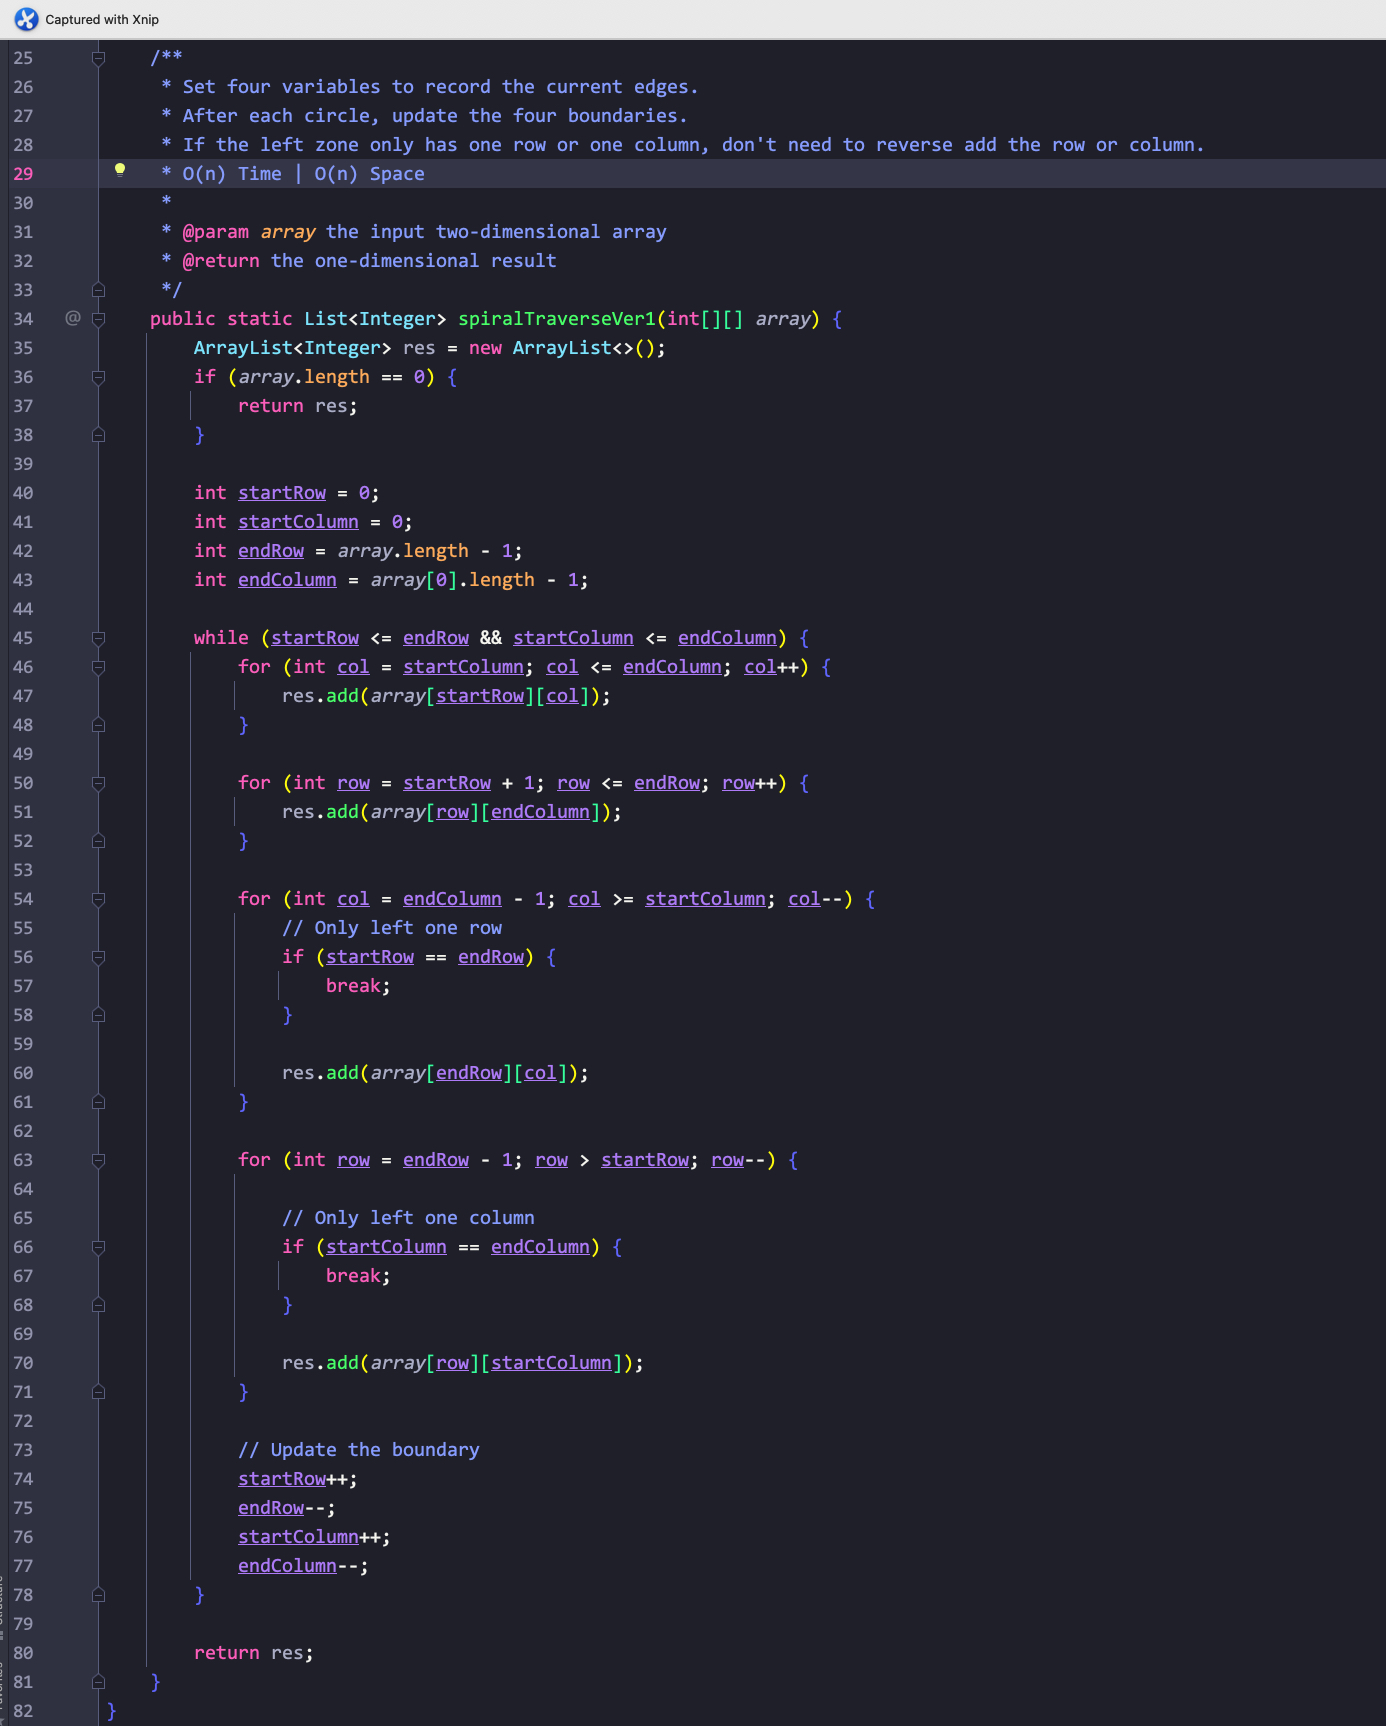 Captured with Xnip
25 /**
26 * Set four variables to record the current edges.
27 * After each circle, update the four boundaries.
28 * If the left zone only has one row or one column, don't need to reverse add the row or column.
29 * O(n) Time | O(n) Space
30 *
31 * @param array the input two-dimensional array
32 * @return the one-dimensional result
33 */
34 @ public static List<Integer> spiralTraverseVer1(int[][] array) {
35 ArrayList<Integer> res = new ArrayList<>();
36 if (array.length == 0) {
37 return res;
38 }
39
40 int startRow = 0;
41 int startColumn = 0;
42 int endRow = array.length - 1;
43 int endColumn = array[0].length - 1;
44
45 while (startRow <= endRow && startColumn <= endColumn) {
46 for (int col = startColumn; col <= endColumn; col++) {
47 res.add(array[startRow][col]);
48 }
49
50 for (int row = startRow + 1; row <= endRow; row++) {
51 res.add(array[row][endColumn]);
52 }
53
54 for (int col = endColumn - 1; col >= startColumn; col--) {
55 // Only left one row
56 if (startRow == endRow) {
57 break;
58 }
59
60 res.add(array[endRow][col]);
61 }
62
63 for (int row = endRow - 1; row > startRow; row--) {
64
65 // Only left one column
66 if (startColumn == endColumn) {
67 break;
68 }
69
70 res.add(array[row][startColumn]);
71 }
72
73 // Update the boundary
74 startRow++;
75 endRow--;
76 startColumn++;
77 endColumn--;
78 }
79
80 return res;
81 }
82 }